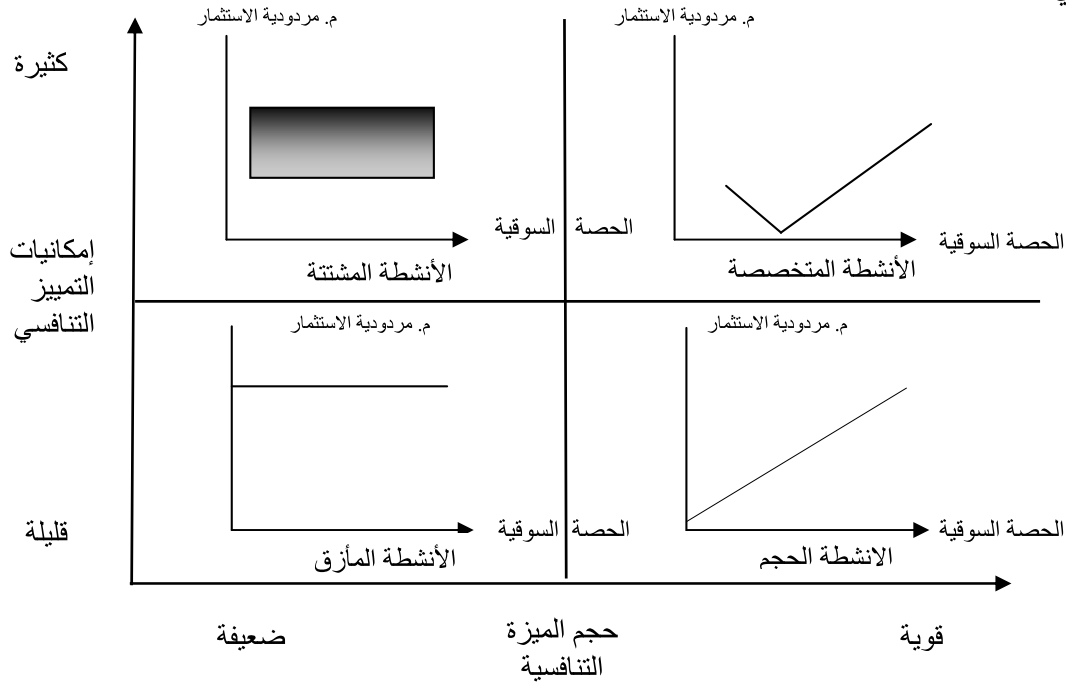 م. مردودية الاستثمار
م. مردودية الاستثمار
كثيرة
الحصة السوقية
الحصة السوقية
الأنشطة المتخصصة
الأنشطة المشتتة
إمكانيات
التمييز
التنافسي
م. مردودية الاستثمار
م. مردودية الاستثمار
قليلة
الحصة السوقية
الحصة السوقية
الانشطة الحجم
الأنشطة المأزق
قوية
حجم الميزة
التنافسية
ضعيفة